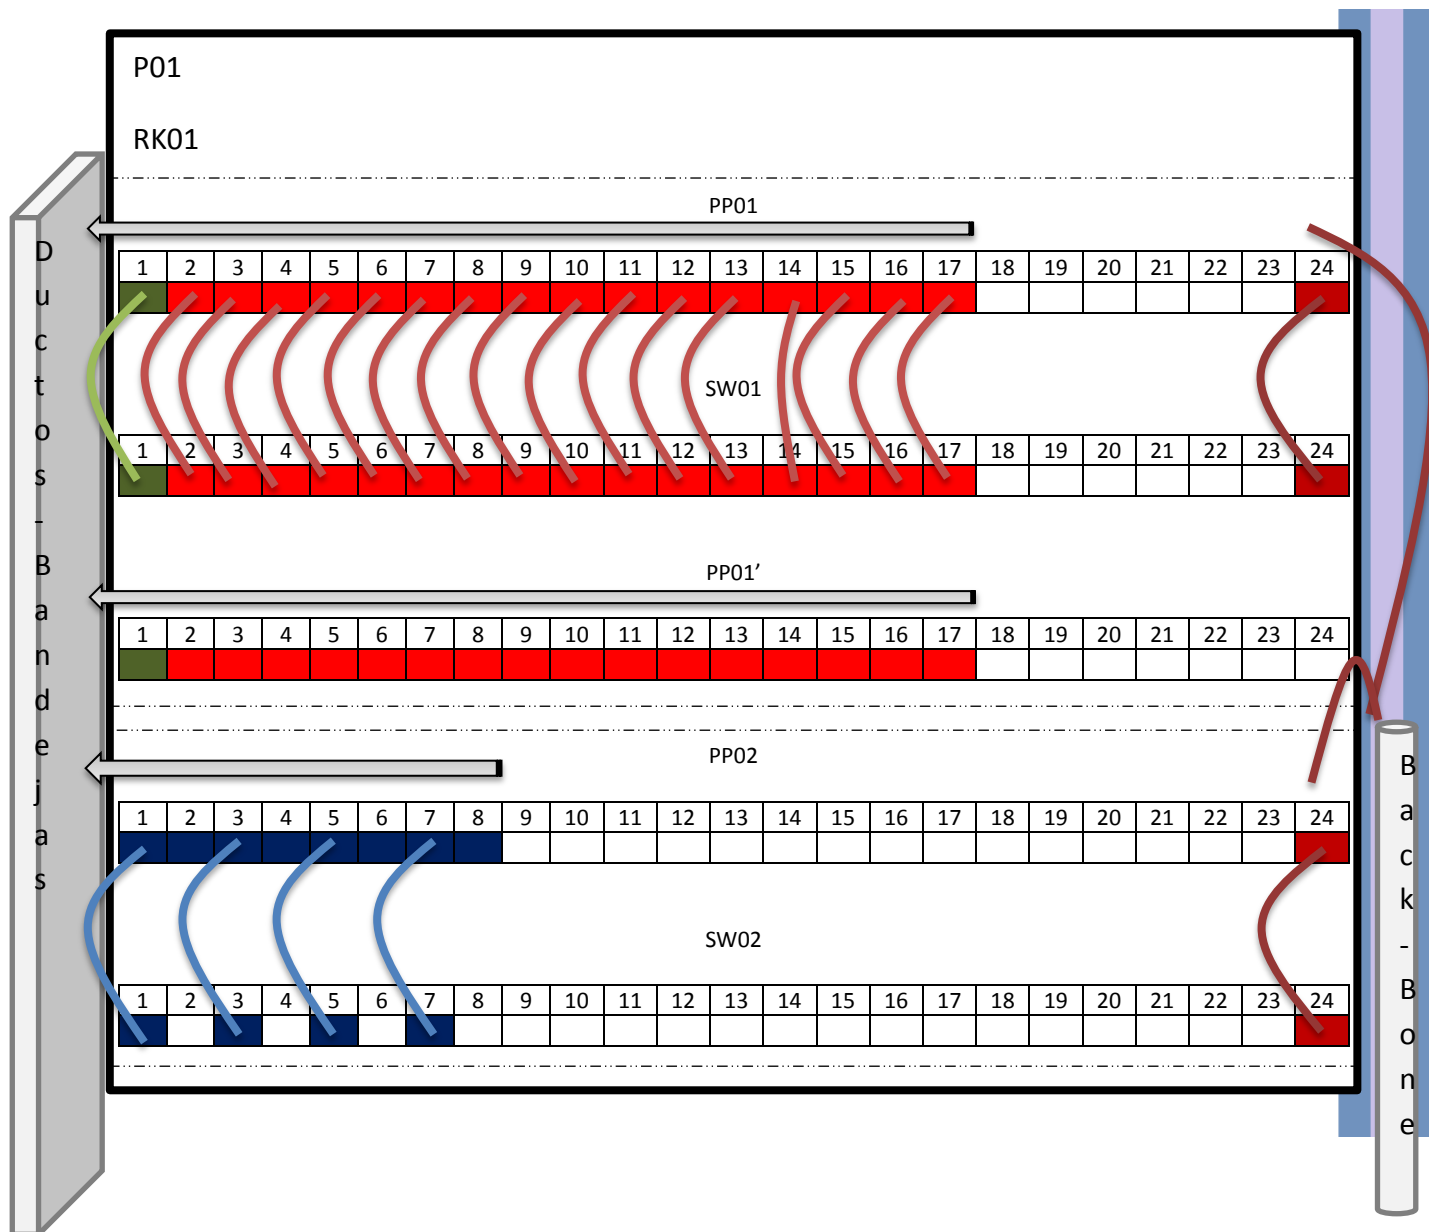 P01
RK01
PP01
1 2 3 4 5 6 7 8 9 10 11 12 13 14 15 16 17 18 19 20 21 22 23 24
SW01
1 2 3 4 5 6 7 8 9 10 11 12 13 14 15 16 17 18 19 20 21 22 23 24
PP01’
1 2 3 4 5 6 7 8 9 10 11 12 13 14 15 16 17 18 19 20 21 22 23 24
PP02
1 2 3 4 5 6 7 8 9 10 11 12 13 14 15 16 17 18 19 20 21 22 23 24
SW02
1 2 3 4 5 6 7 8 9 10 11 12 13 14 15 16 17 18 19 20 21 22 23 24
Ductos-Bandejas
Back-Bone